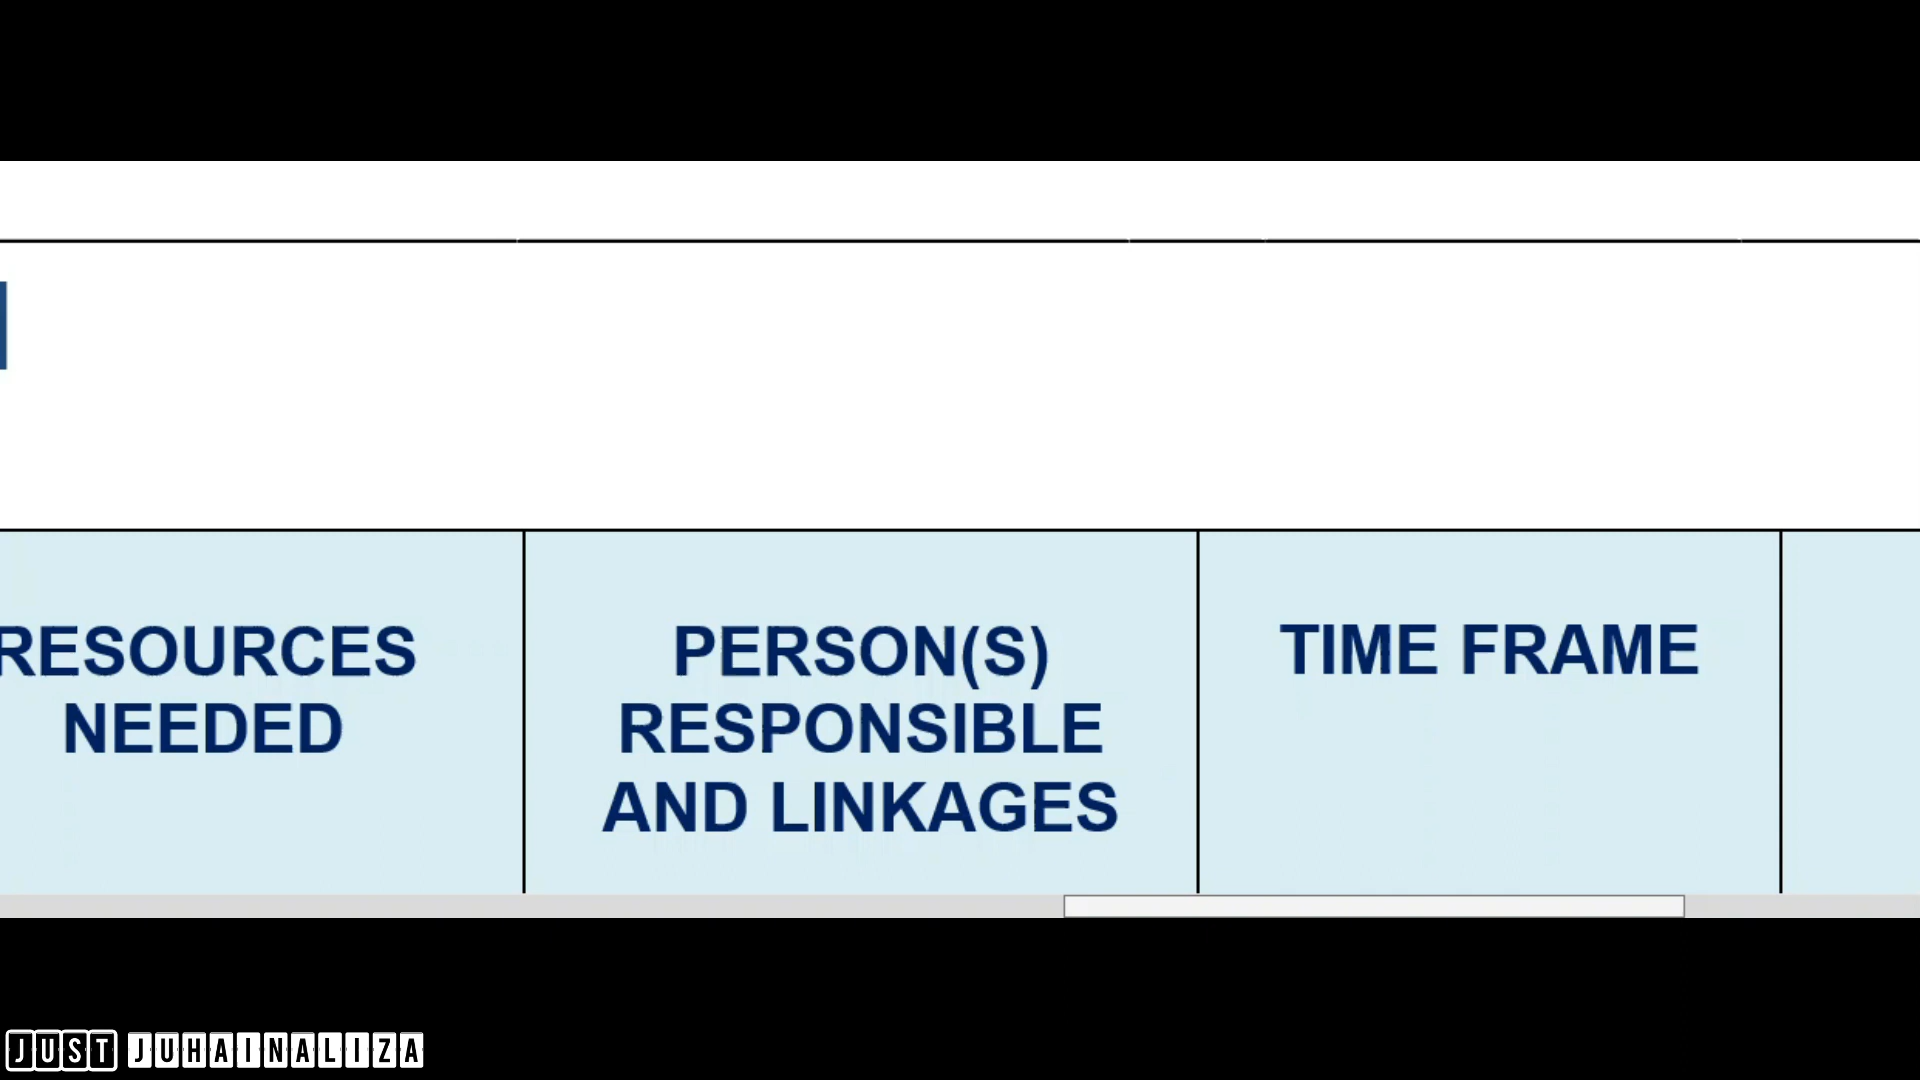 RESOURCES
NEEDED
PERSON(S)
RESPONSIBLE
AND LINKAGES
TIME FRAME
JUST JUHAINALIZA